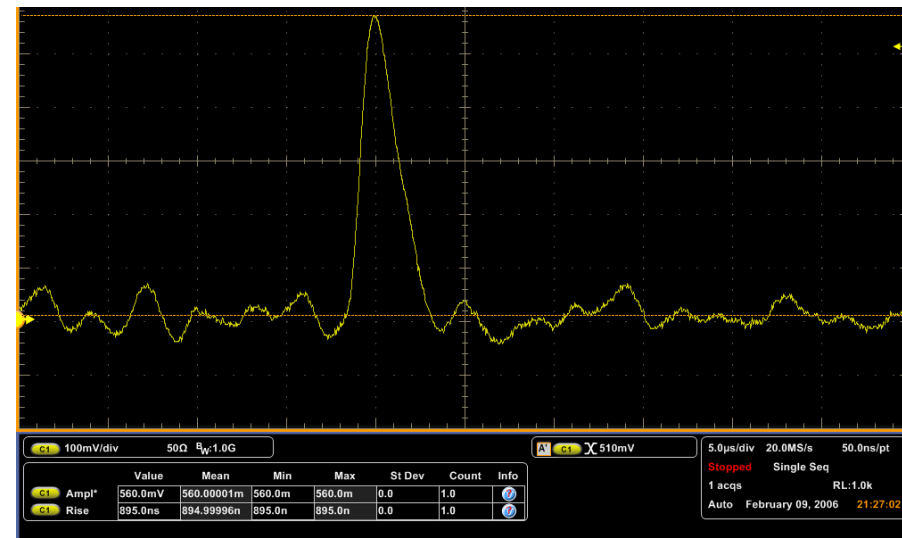 C1 100mV/div 50Ω BW:1.0G
A' C1 510mV
5.0µs/div 20.0MS/s 50.0ns/pt
Stopped Single Seq
1 acqs RL:1.0k
Auto February 09, 2006 21:27:02
Value Mean Min Max St Dev Count Info
C1 Ampl* 560.0mV 560.00001m 560.0m 560.0m 0.0 1.0
C1 Rise 895.0ns 894.99996n 895.0n 895.0n 0.0 1.0